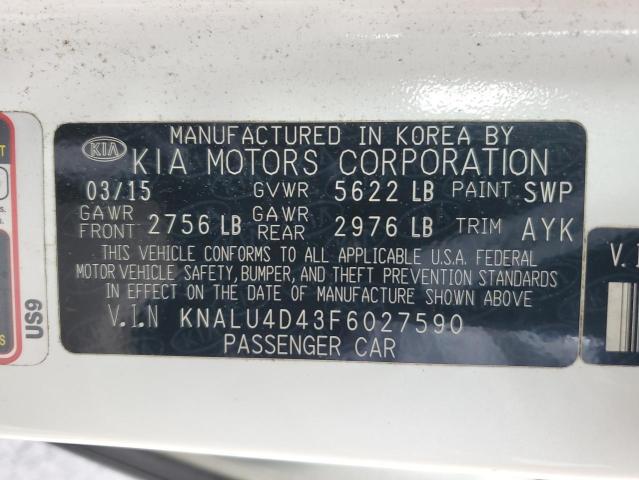 MANUFACTURED IN KOREA BY
KIA KIA MOTORS CORPORATION
03/15 GVWR 5622 LB PAINT SWP
GAWR FRONT 2756 LB GAWR REAR 2976 LB TRIM AYK
THIS VEHICLE CONFORMS TO ALL APPLICABLE U.S.A. FEDERAL
MOTOR VEHICLE SAFETY, BUMPER, AND THEFT PREVENTION STANDARDS
IN EFFECT ON THE DATE OF MANUFACTURE SHOWN ABOVE.
V.I.N KNALU4D43F6027590
PASSENGER CAR
US9
V.I